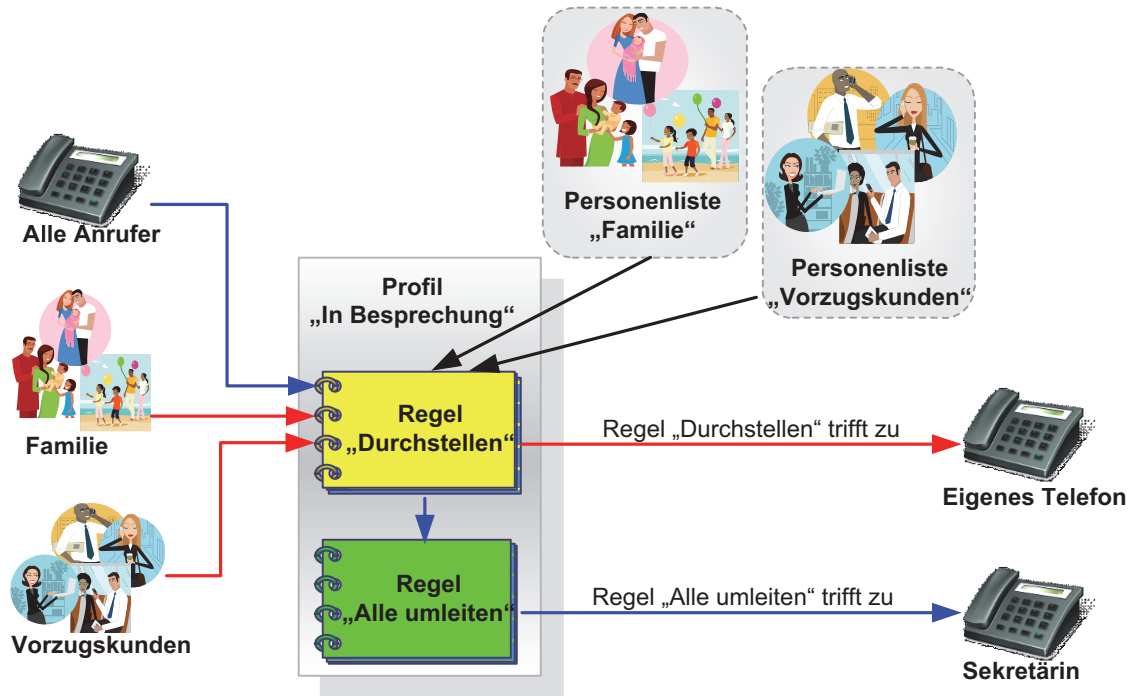 Personenliste
„Familie“
Personenliste
„Vorzugskunden“
Alle Anrufer
Familie
Vorzugskunden
Profil
„In Besprechung“
Regel
„Durchstellen“
Regel
„Alle umleiten“
Regel „Durchstellen“ trifft zu
Eigenes Telefon
Regel „Alle umleiten“ trifft zu
Sekretärin